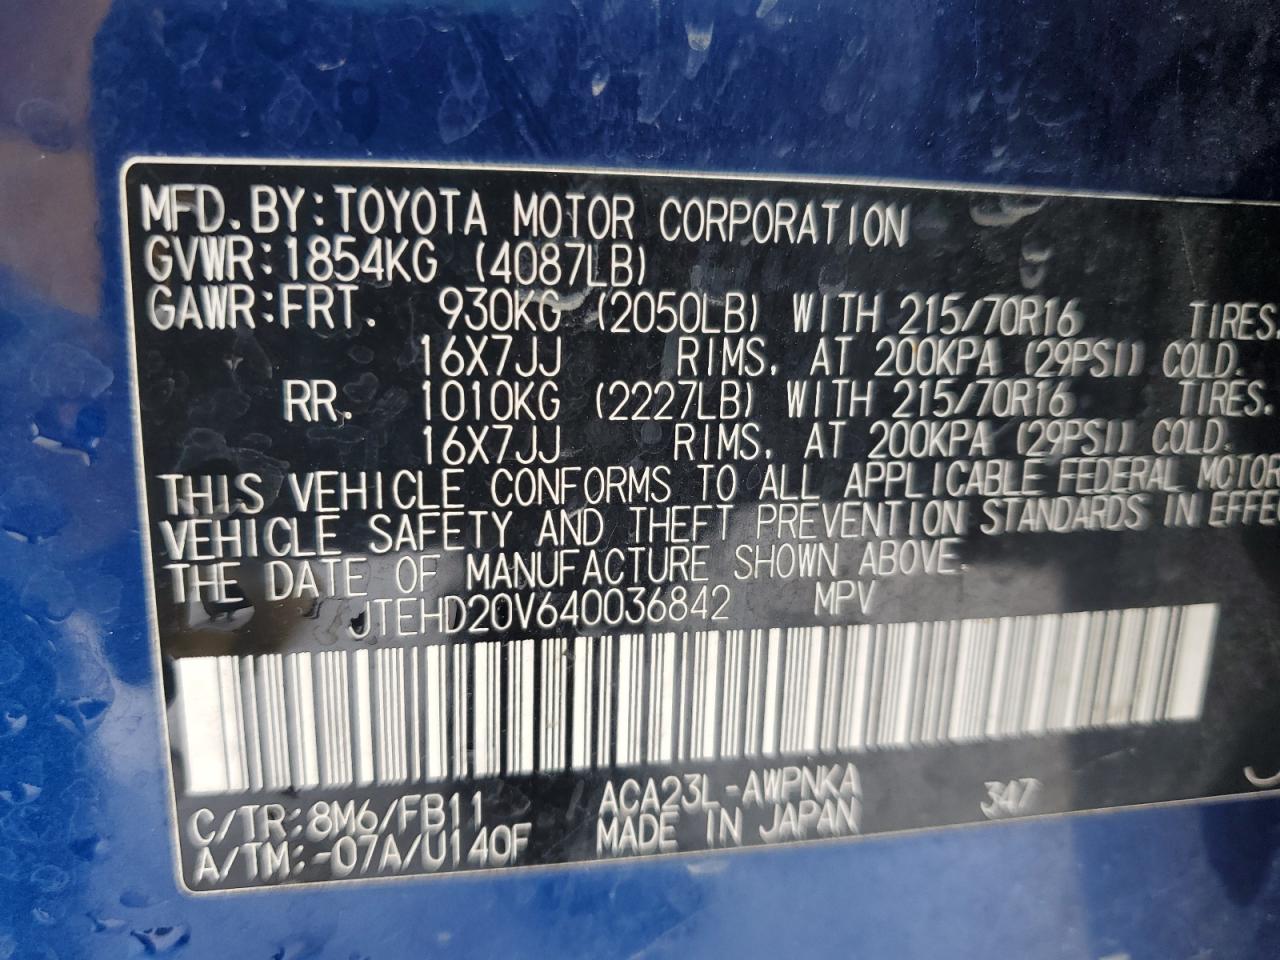 MFD. BY: TOYOTA MOTOR CORPORATION
GVWR: 1854KG (4087LB)
GAWR: FRT. 930KG (2050LB) WITH 215/70R16 TIRES,
16X7JJ RIMS, AT 200KPA (29PSI) COLD.
RR. 1010KG (2227LB) WITH 215/70R16 TIRES,
16X7JJ RIMS, AT 200KPA (29PSI) COLD.
THIS VEHICLE CONFORMS TO ALL APPLICABLE FEDERAL MOTOR
VEHICLE SAFETY AND THEFT PREVENTION STANDARDS IN EFFE
THE DATE OF MANUFACTURE SHOWN ABOVE.
JTEHD20V640036842 MPV
C/TR: 8M6/FB11 ACA23L-AWPNKA 347
A/TM: -07A/U140F MADE IN JAPAN